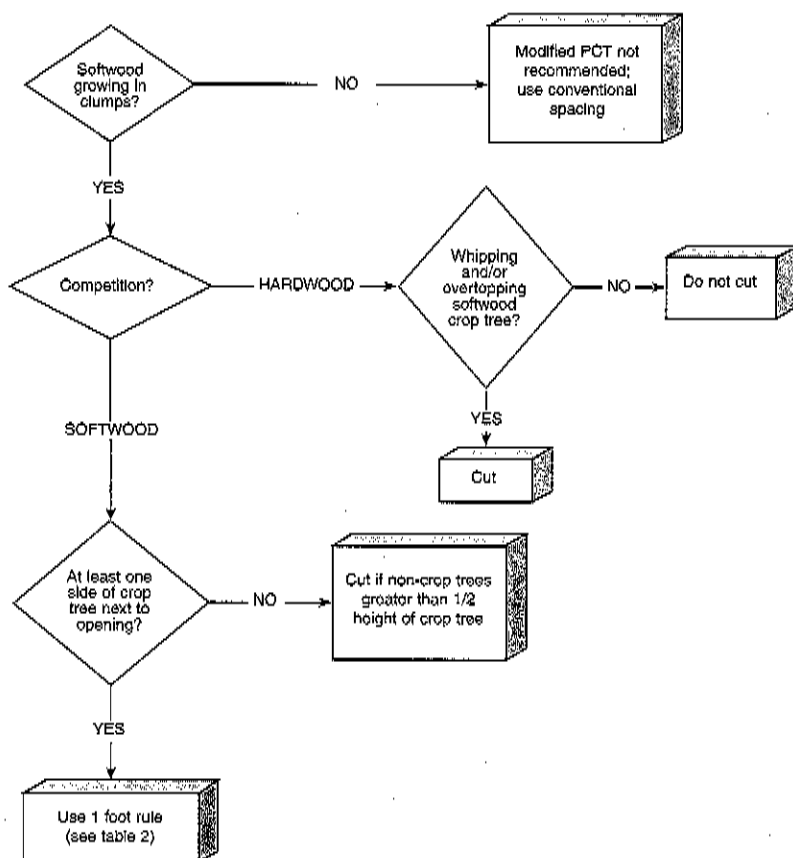 Softwood
growing in
clumps?
NO
Modified PCT not
recommended;
use conventional
spacing
YES
Competition?
HARDWOOD
Whipping
and/or
overtopping
softwood
crop tree?
NO
Do not cut
YES
Cut
SOFTWOOD
At least one
side of crop
tree next to
opening?
NO
Cut if non-crop trees
greater than 1/2
height of crop tree
YES
Use 1 foot rule
(see table 2)